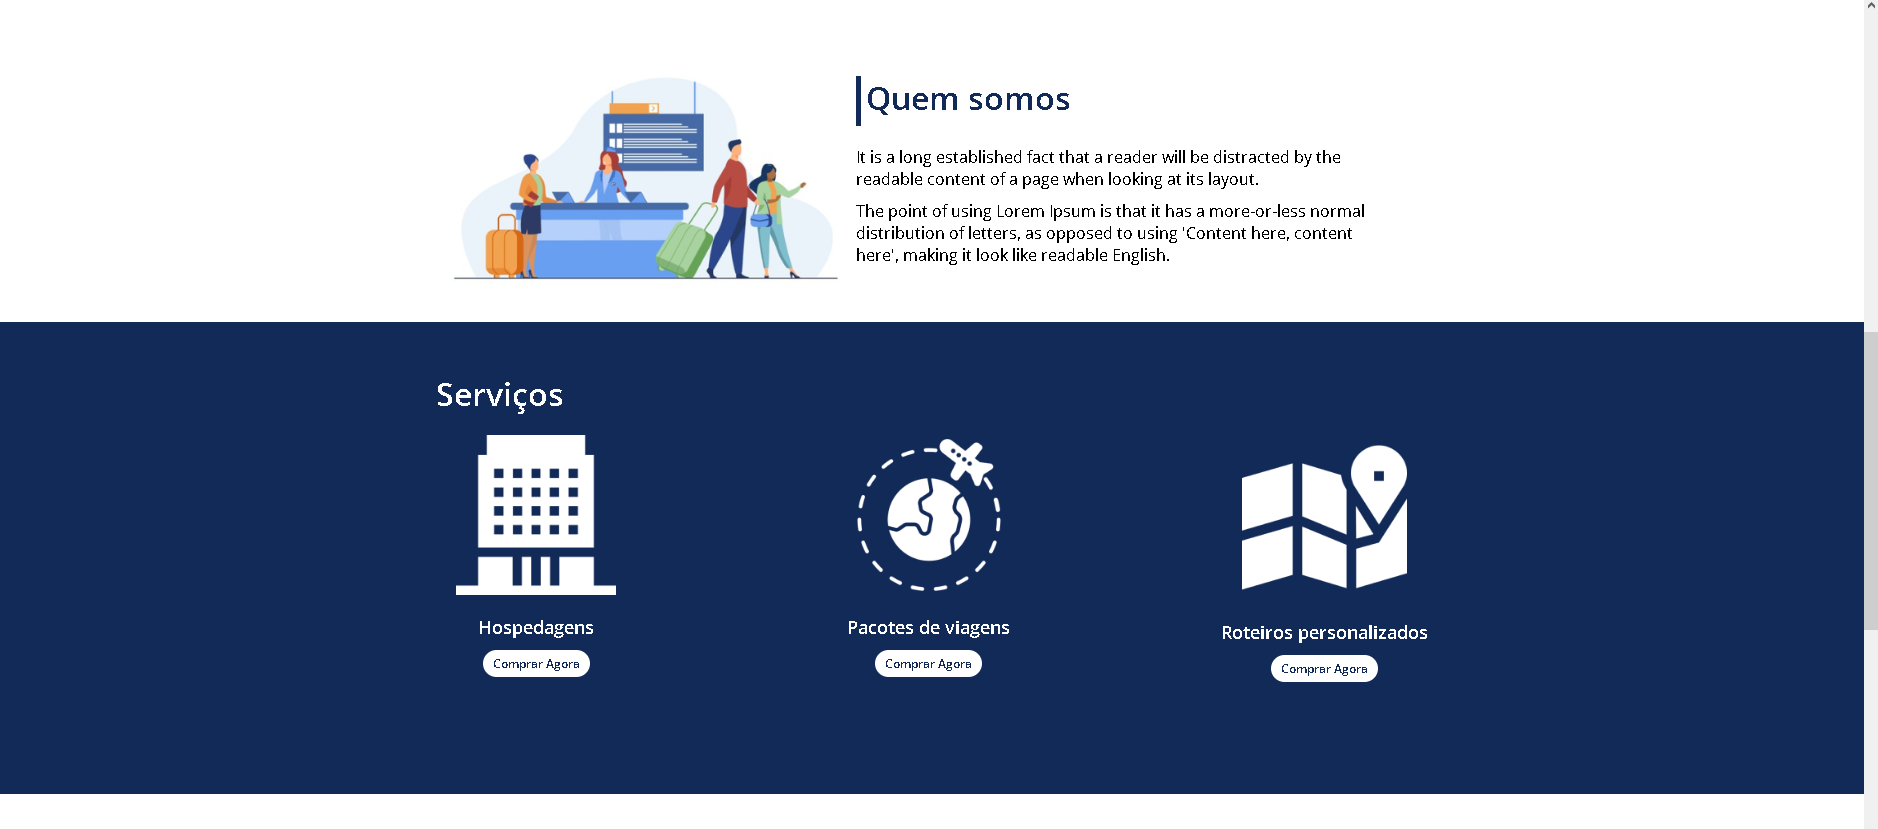 Quem somos
It is a long established fact that a reader will be distracted by the
readable content of a page when looking at its layout.
The point of using Lorem Ipsum is that it has a more-or-less normal
distribution of letters, as opposed to using 'Content here, content
here', making it look like readable English.
Serviços
Hospedagens
Comprar Agora
Pacotes de viagens
Comprar Agora
Roteiros personalizados
Comprar Agora